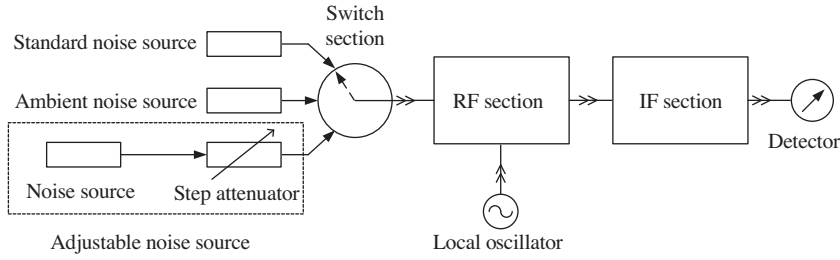 Switch
section
Standard noise source
Ambient noise source
RF section
IF section
Detector
Noise source
Step attenuator
Adjustable noise source
Local oscillator